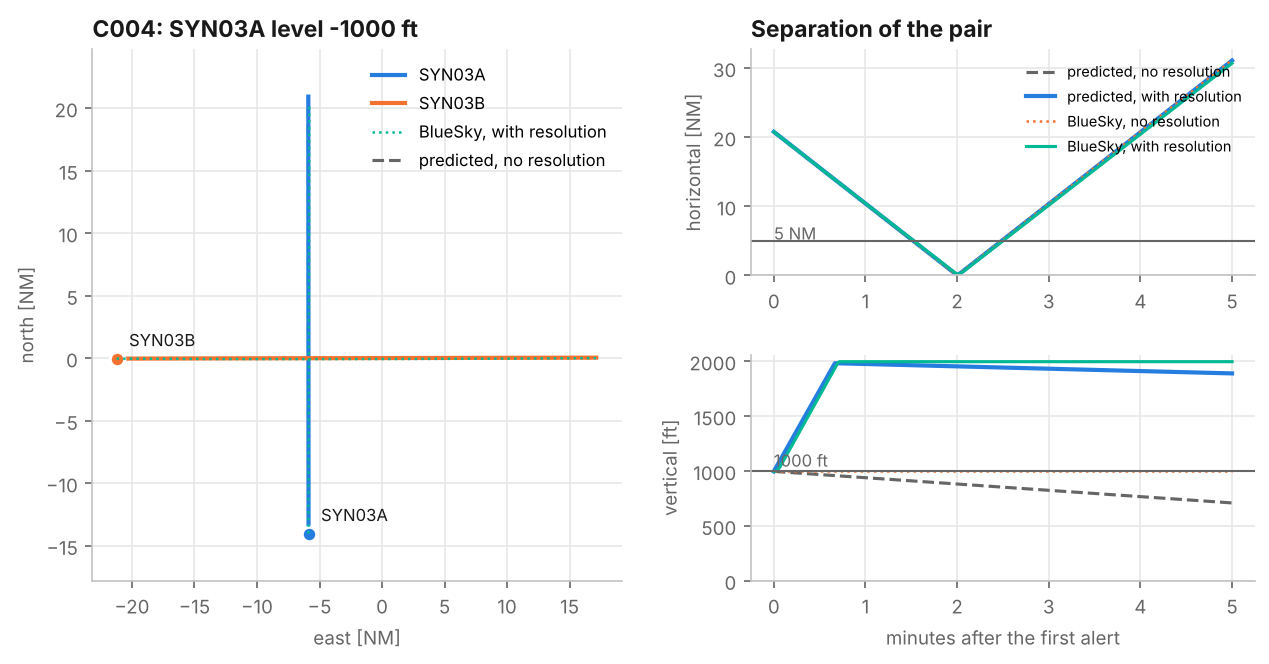 C004: SYN03A level -1000 ft
SYN03A
SYN03B
BlueSky, with resolution
predicted, no resolution
20
15
10
5
0
−5
−10
−15
north [NM]
SYN03B
SYN03A
−20
−15
−10
−5
0
5
10
15
east [NM]
Separation of the pair
predicted, no resolution
predicted, with resolution
BlueSky, no resolution
BlueSky, with resolution
30
20
10
0
horizontal [NM]
5 NM
0
1
2
3
4
5
2000
1500
1000
500
0
vertical [ft]
1000 ft
0
1
2
3
4
5
minutes after the first alert